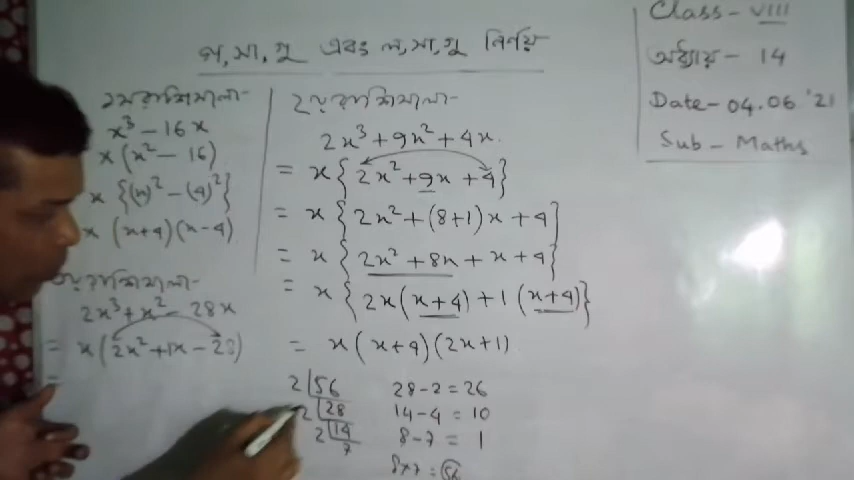 গ,সা,গু এবং ল,সা,গু নির্ণয়
Class - VIII
অধ্যায় - 14
Date - 04.06.'21
Sub - Maths
১মরাশিমালা-
x³ - 16x
x(x² - 16)
x{(x)² - (4)²}
x(x+4)(x-4)
২য়রাশিমালা-
2x³ + 9x² + 4x.
= x{2x² + 9x + 4}
= x{2x² + (8+1)x + 4}
= x{2x² + 8x + x + 4}
= x{2x(x+4) + 1(x+4)}
= x(x+4)(2x+1)
৩য়রাশিমালা-
2x³ + x² - 28x
= x(2x² + 1x - 28)
=
2 56
2 28
2 14
7
28 - 2 = 26
14 - 4 = 10
8 - 7 = 1
8×7 = 56